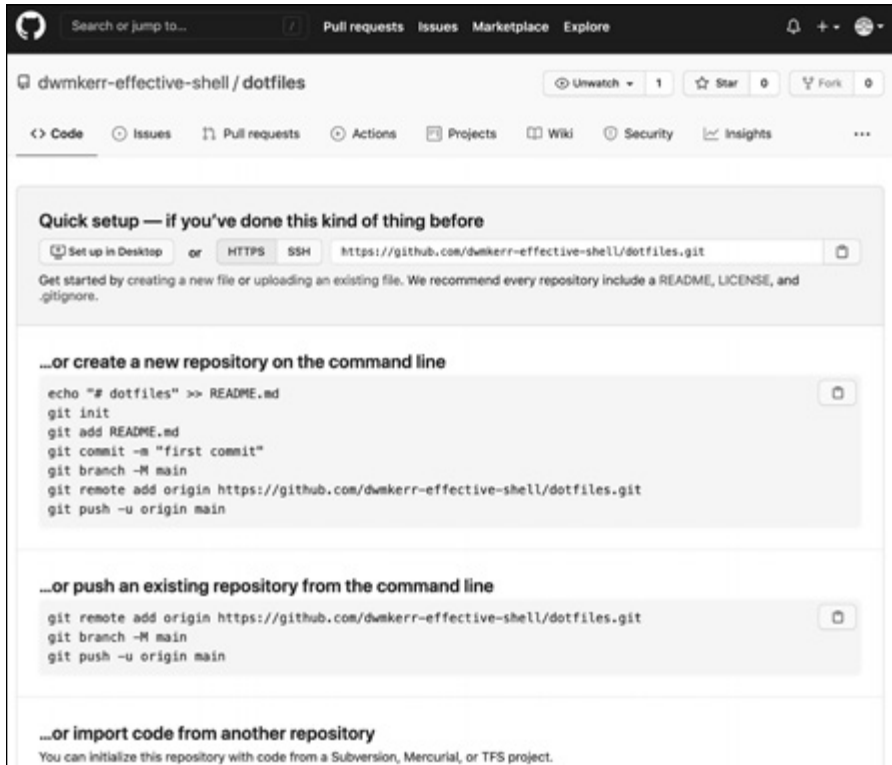 Search or jump to... / Pull requests Issues Marketplace Explore
dwmkerr-effective-shell / dotfiles Unwatch 1 Star 0 Fork 0
<> Code Issues Pull requests Actions Projects Wiki Security Insights ...
Quick setup — if you've done this kind of thing before
Set up in Desktop or HTTPS SSH https://github.com/dwmkerr-effective-shell/dotfiles.git
Get started by creating a new file or uploading an existing file. We recommend every repository include a README, LICENSE, and
.gitignore.
...or create a new repository on the command line
echo "# dotfiles" >> README.md
git init
git add README.md
git commit -m "first commit"
git branch -M main
git remote add origin https://github.com/dwmkerr-effective-shell/dotfiles.git
git push -u origin main
...or push an existing repository from the command line
git remote add origin https://github.com/dwmkerr-effective-shell/dotfiles.git
git branch -M main
git push -u origin main
...or import code from another repository
You can initialize this repository with code from a Subversion, Mercurial, or TFS project.